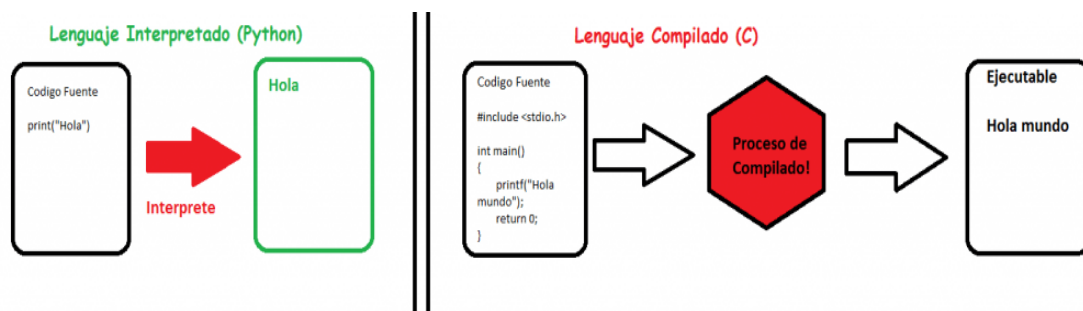 Lenguaje Interpretado (Python)
Codigo Fuente
print("Hola")
Interprete
Hola
Lenguaje Compilado (C)
Codigo Fuente
#include <stdio.h>
int main()
{
printf("Hola
mundo");
return 0;
}
Proceso de
Compilado!
Ejecutable
Hola mundo